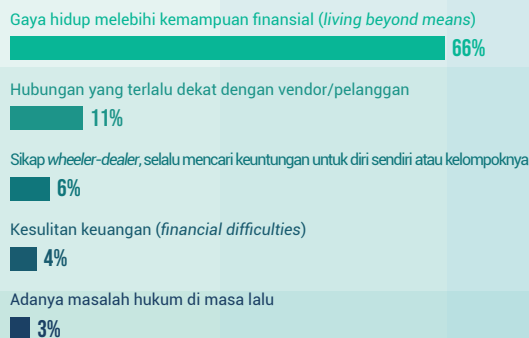 Gaya hidup melebihi kemampuan finansial (living beyond means)
66%
Hubungan yang terlalu dekat dengan vendor/pelanggan
11%
Sikap wheeler-dealer, selalu mencari keuntungan untuk diri sendiri atau kelompoknya
6%
Kesulitan keuangan (financial difficulties)
4%
Adanya masalah hukum di masa lalu
3%